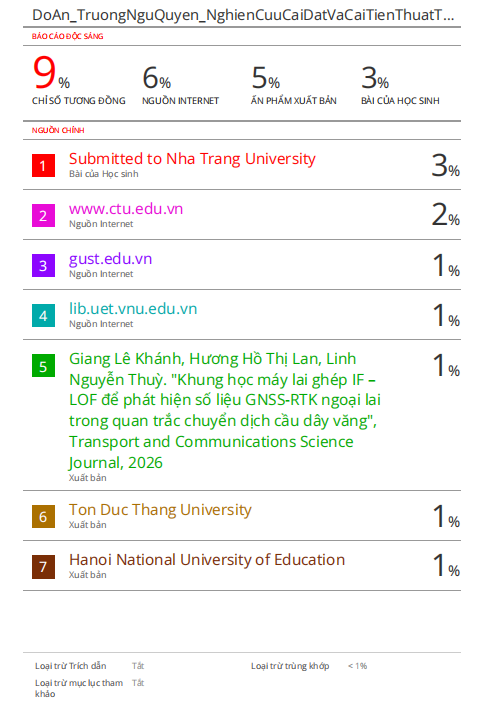 DoAn_TruongNguQuyen_NghienCuuCaiDatVaCaiTienThuatT...
BÁO CÁO ĐỘC SÁNG
9%
CHỈ SỐ TƯƠNG ĐỒNG
6%
NGUỒN INTERNET
5%
ẤN PHẨM XUẤT BẢN
3%
BÀI CỦA HỌC SINH
NGUỒN CHÍNH
1 Submitted to Nha Trang University 3%
Bài của Học sinh
2 www.ctu.edu.vn 2%
Nguồn Internet
3 gust.edu.vn 1%
Nguồn Internet
4 lib.uet.vnu.edu.vn 1%
Nguồn Internet
5 Giang Lê Khánh, Hương Hồ Thị Lan, Linh 1%
Nguyễn Thuỳ. "Khung học máy lai ghép IF –
LOF để phát hiện số liệu GNSS-RTK ngoại lai
trong quan trắc chuyển dịch cầu dây văng",
Transport and Communications Science
Journal, 2026
Xuất bản
6 Ton Duc Thang University 1%
Xuất bản
7 Hanoi National University of Education 1%
Xuất bản
Loại trừ Trích dẫn Tắt Loại trừ trùng khớp < 1%
Loại trừ mục lục tham Tắt
khảo